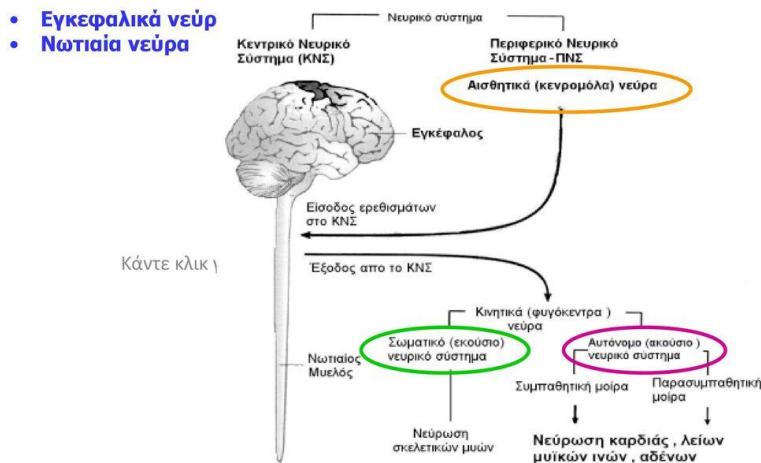 • Εγκεφαλικά νεύρ
• Νωτιαία νεύρα
Νευρικό σύστημα
Κεντρικό Νευρικό
Σύστημα (ΚΝΣ)
Περιφερικό Νευρικό
Σύστημα -ΠΝΣ
Αισθητικά (κενρομόλα) νεύρα
Εγκέφαλος
Είσοδος ερεθισμάτων
στο ΚΝΣ
Κάντε κλικ γ
Έξοδος απο το ΚΝΣ
Κινητικά (φυγόκεντρα )
νεύρα
Σωματικό (εκούσιο)
νευρικό σύστημα
Αυτόνομο (ακούσιο )
νευρικό σύστημα
Νωτιαίος
Μυελός
Συμπαθητική μοίρα
Παρασυμπαθητική
μοίρα
Νεύρωση
σκελετικών μυών
Νεύρωση καρδιάς , λείων
μυϊκών ινών , αδένων